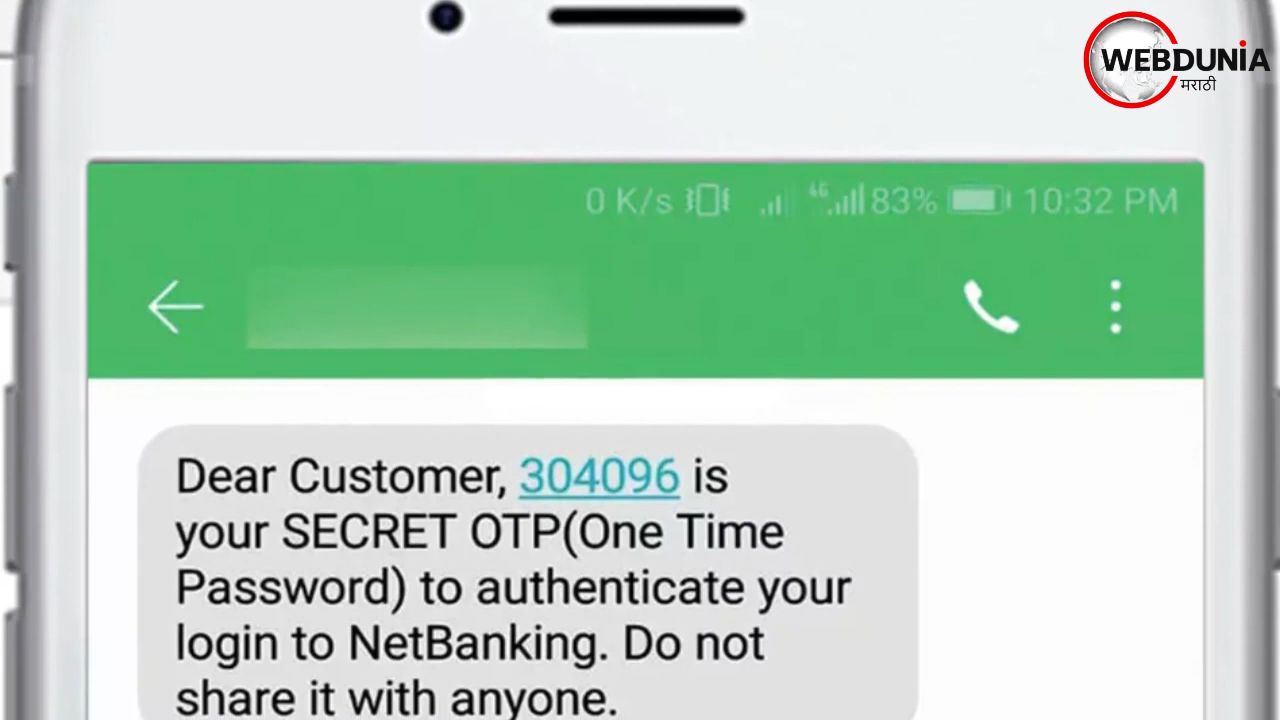 WEBDUNIA
मराठी
0 K/s 4G 83% 10:32 PM
Dear Customer, 304096 is
your SECRET OTP(One Time
Password) to authenticate your
login to NetBanking. Do not
share it with anyone.